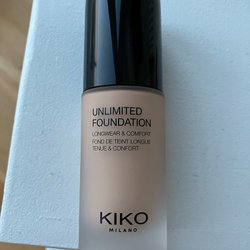 UNLIMITED
FOUNDATION
LONGWEAR & COMFORT
FOND DE TEINT LONGUE
TENUE & CONFORT
KIKO
MILANO